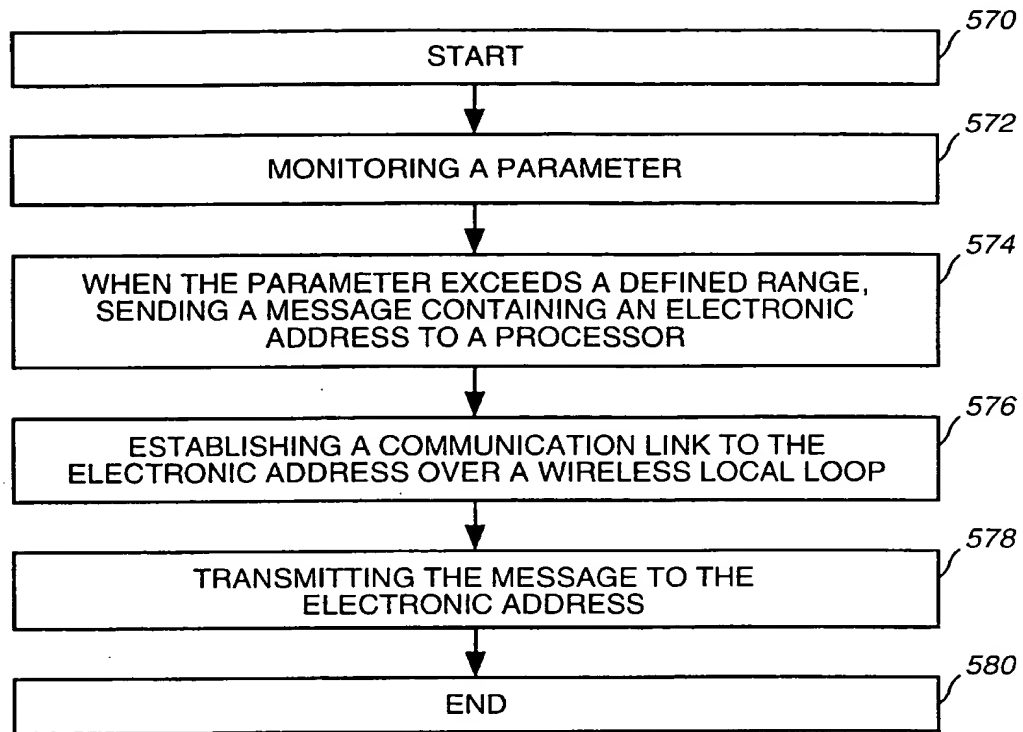 570
START
572
MONITORING A PARAMETER
574
WHEN THE PARAMETER EXCEEDS A DEFINED RANGE,
SENDING A MESSAGE CONTAINING AN ELECTRONIC
ADDRESS TO A PROCESSOR
576
ESTABLISHING A COMMUNICATION LINK TO THE
ELECTRONIC ADDRESS OVER A WIRELESS LOCAL LOOP
578
TRANSMITTING THE MESSAGE TO THE
ELECTRONIC ADDRESS
580
END